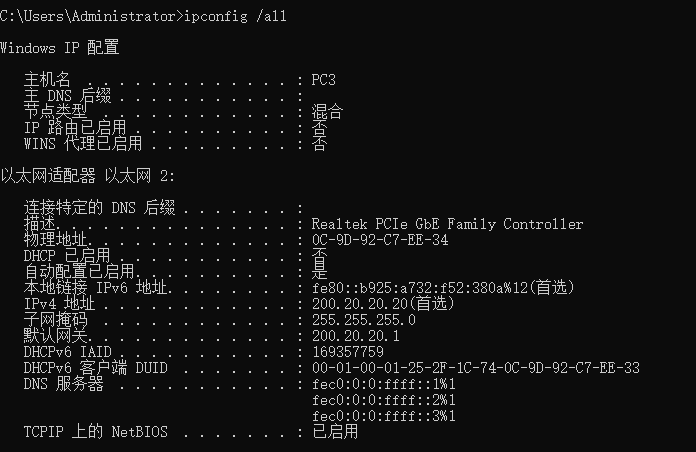 C:\Users\Administrator>ipconfig /all
Windows IP 配置
主机名 . . . . . . . . . . . . . : PC3
主 DNS 后缀 . . . . . . . . . . . :
节点类型 . . . . . . . . . . . . : 混合
IP 路由已启用 . . . . . . . . . . : 否
WINS 代理已启用 . . . . . . . . . : 否
以太网适配器 以太网 2:
连接特定的 DNS 后缀 . . . . . . . :
描述. . . . . . . . . . . . . . . : Realtek PCIe GbE Family Controller
物理地址. . . . . . . . . . . . . : 0C-9D-92-C7-EE-34
DHCP 已启用 . . . . . . . . . . . : 否
自动配置已启用. . . . . . . . . . : 是
本地链接 IPv6 地址. . . . . . . . : fe80::b925:a732:f52:380a%12(首选)
IPv4 地址 . . . . . . . . . . . . : 200.20.20.20(首选)
子网掩码 . . . . . . . . . . . . : 255.255.255.0
默认网关. . . . . . . . . . . . . : 200.20.20.1
DHCPv6 IAID . . . . . . . . . . . : 169357759
DHCPv6 客户端 DUID . . . . . . . : 00-01-00-01-25-2F-1C-74-0C-9D-92-C7-EE-33
DNS 服务器 . . . . . . . . . . . : fec0:0:0:ffff::1%1
fec0:0:0:ffff::2%1
fec0:0:0:ffff::3%1
TCPIP 上的 NetBIOS . . . . . . . : 已启用